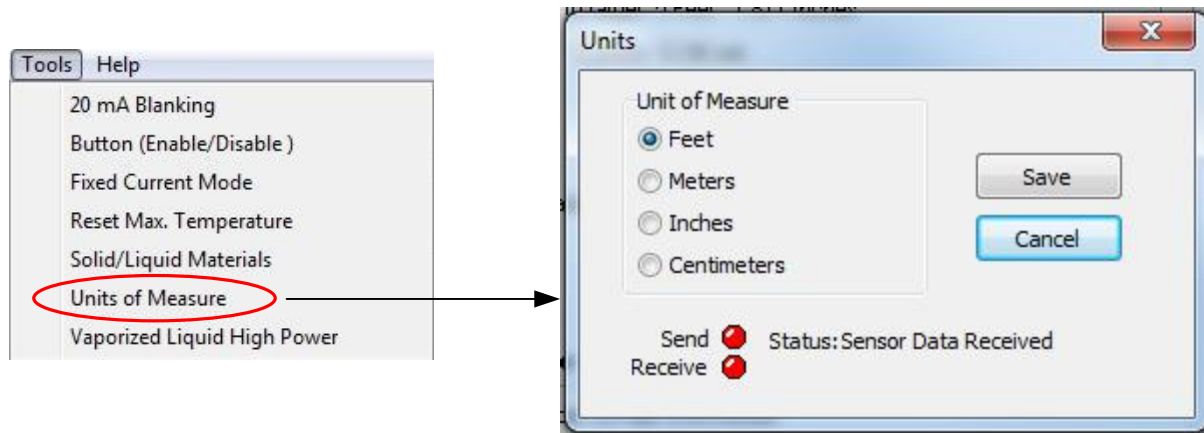 Tools Help
20 mA Blanking
Button (Enable/Disable )
Fixed Current Mode
Reset Max. Temperature
Solid/Liquid Materials
Units of Measure
Vaporized Liquid High Power
Units
Unit of Measure
Feet
Meters
Inches
Centimeters
Save
Cancel
Send
Receive
Status: Sensor Data Received